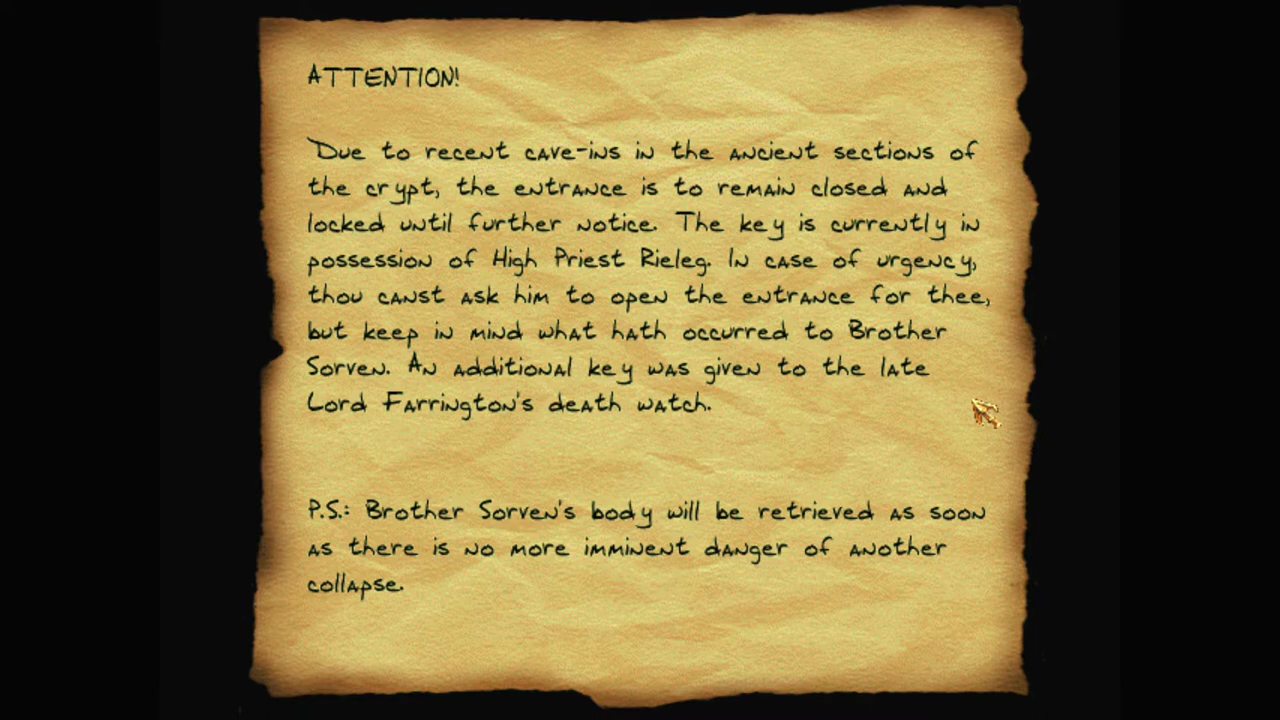 ATTENTION!
Due to recent cave-ins in the ancient sections of
the crypt, the entrance is to remain closed and
locked until further notice. The key is currently in
possession of High Priest Rieleg. In case of urgency,
thou canst ask him to open the entrance for thee,
but keep in mind what hath occurred to Brother
Sorven. An additional key was given to the late
Lord Farrington's death watch.
P.S.: Brother Sorven's body will be retrieved as soon
as there is no more imminent danger of another
collapse.